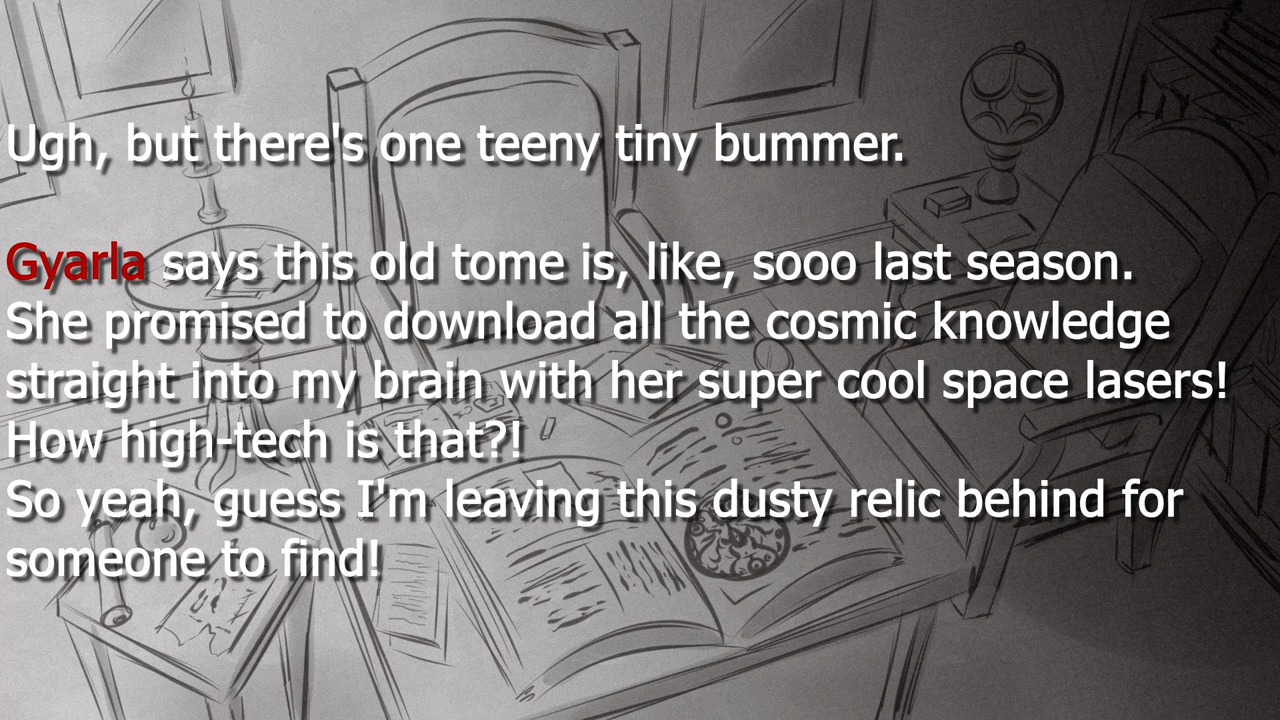 Ugh, but there's one teeny tiny bummer.
Gyarla says this old tome is, like, sooo last season.
She promised to download all the cosmic knowledge
straight into my brain with her super cool space lasers!
How high-tech is that?!
So yeah, guess I'm leaving this dusty relic behind for
someone to find!